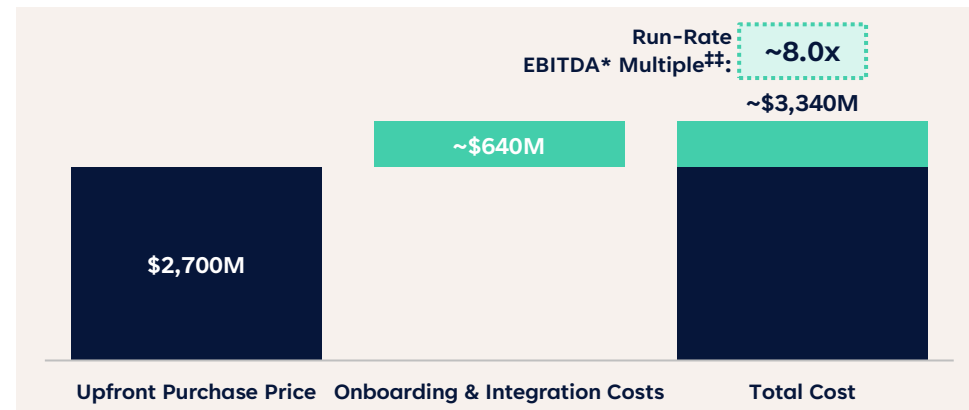 Run-Rate
EBITDA* Multiple‡‡:
~8.0x
~$3,340M
~$640M
$2,700M
Upfront Purchase Price
Onboarding & Integration Costs
Total Cost